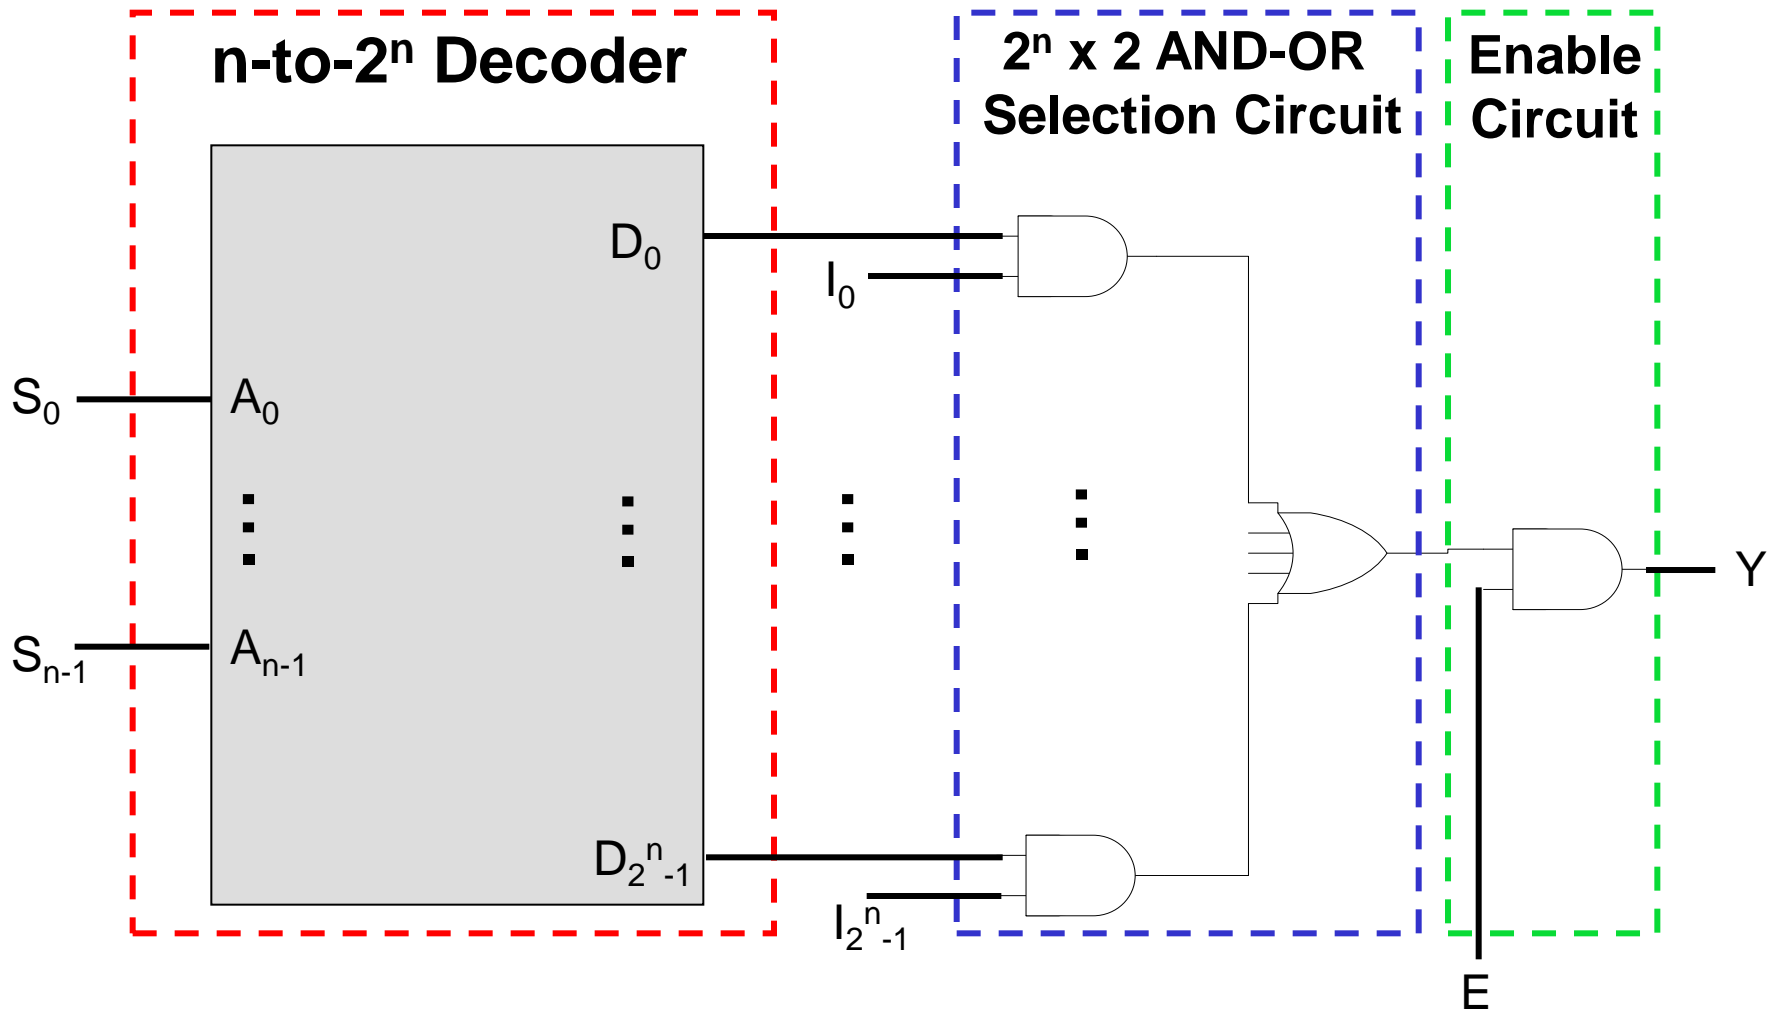 n-to-2ⁿ Decoder
2ⁿ x 2 AND-OR
Selection Circuit
Enable
Circuit
D₀
I₀
S₀
A₀
Sₙ₋₁
Aₙ₋₁
Y
D₂ⁿ₋₁
I₂ⁿ₋₁
E